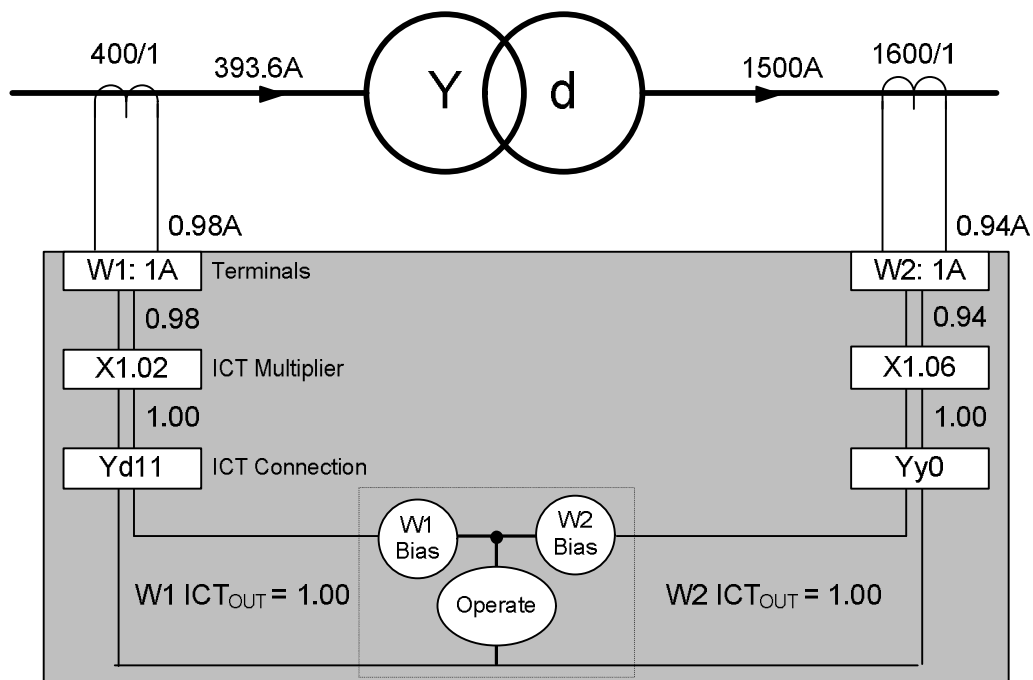 400/1
393.6A
Y
d
1500A
1600/1
0.98A
0.94A
W1: 1A
Terminals
W2: 1A
0.98
0.94
X1.02
ICT Multiplier
X1.06
1.00
1.00
Yd11
ICT Connection
Yy0
W1
Bias
W2
Bias
W1 ICTOUT = 1.00
Operate
W2 ICTOUT = 1.00